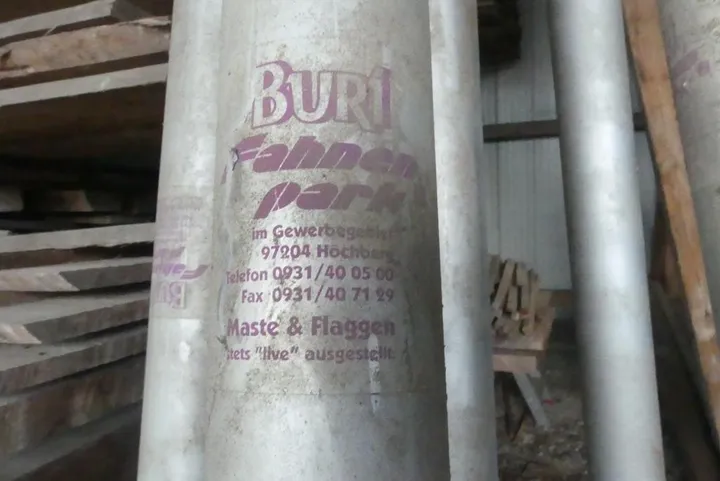 BURI
Fahnen
park
im Gewerbegebiet
97204 Höchberg
Telefon 0931/40 05 00
Fax 0931/40 71 29
Maste & Flaggen
stets "live" ausgestellt.